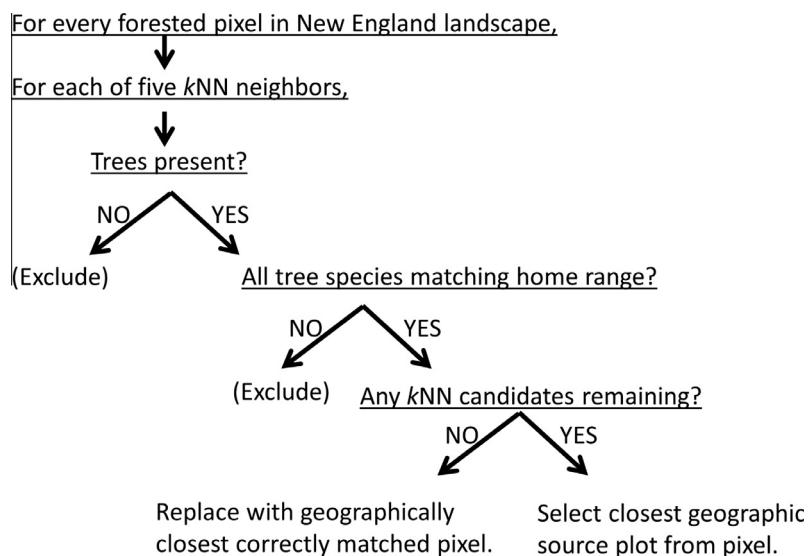 For every forested pixel in New England landscape,
For each of five kNN neighbors,
Trees present?
NO
YES
(Exclude)
All tree species matching home range?
NO
YES
(Exclude)
Any kNN candidates remaining?
NO
YES
Replace with geographically
closest correctly matched pixel.
Select closest geographic
source plot from pixel.